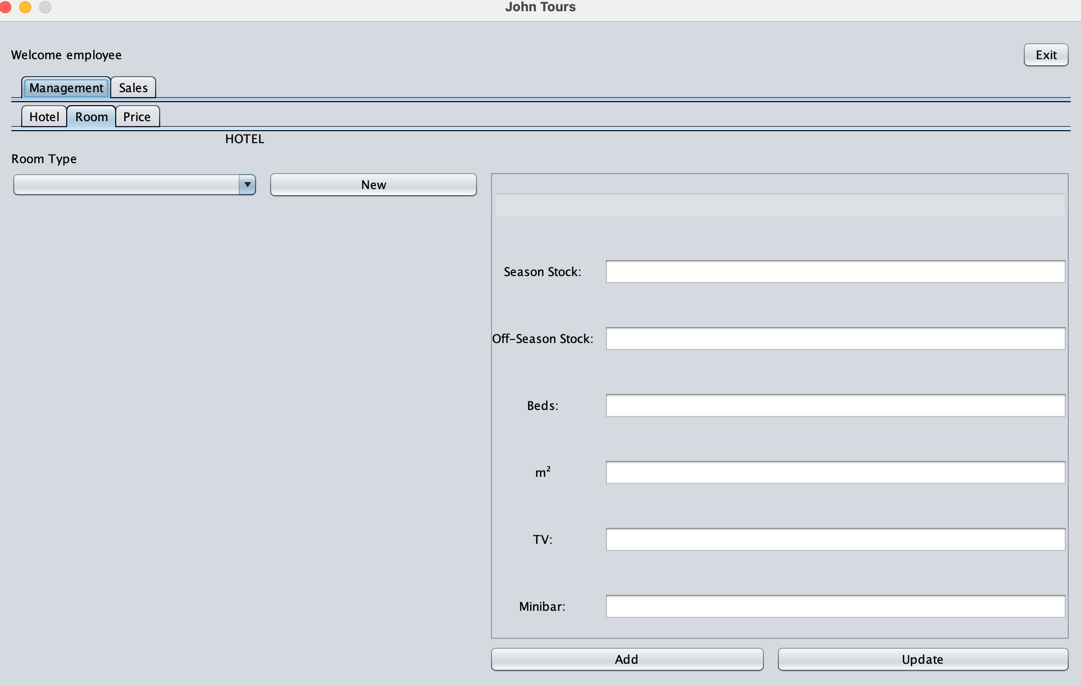 John Tours
Welcome employee
Exit
Management Sales
Hotel Room Price
HOTEL
Room Type
New
Season Stock:
Off-Season Stock:
Beds:
m²
TV:
Minibar:
Add Update